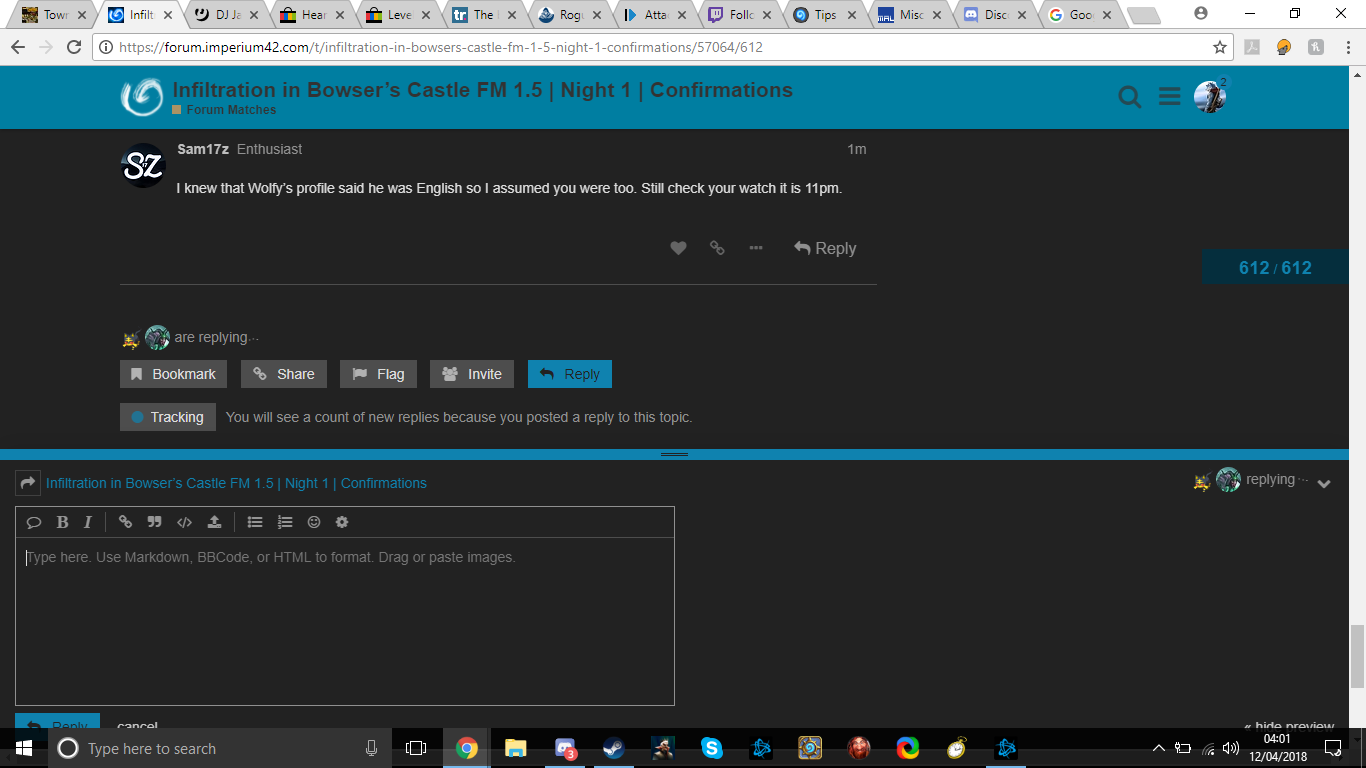 Town Infilt DJ Ja Hear Leve The Rogu Attac Follo Tips Misc Disco Goo
https://forum.imperium42.com/t/infiltration-in-bowsers-castle-fm-1-5-night-1-confirmations/57064/612
Infiltration in Bowser's Castle FM 1.5 | Night 1 | Confirmations
2
Forum Matches
Sam17z Enthusiast 1m
I knew that Wolfy's profile said he was English so I assumed you were too. Still check your watch it is 11pm.
Reply
612 / 612
are replying...
Bookmark Share Flag Invite Reply
Tracking You will see a count of new replies because you posted a reply to this topic.
Infiltration in Bowser's Castle FM 1.5 | Night 1 | Confirmations
replying...
Type here. Use Markdown, BBCode, or HTML to format. Drag or paste images.
Reply cancel « hide preview
Type here to search
3
04:01
12/04/2018